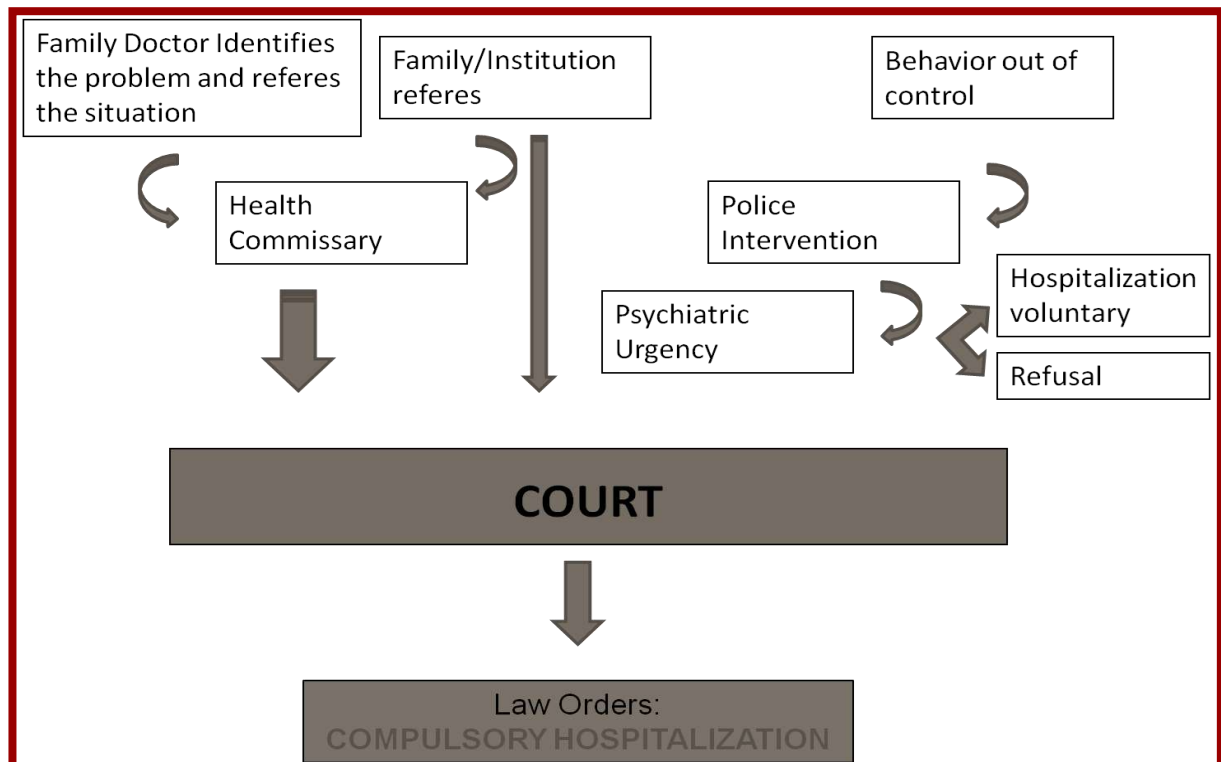 Family Doctor Identifies
the problem and referes
the situation
Family/Institution
referes
Behavior out of
control
Health
Commissary
Police
Intervention
Hospitalization
voluntary
Psychiatric
Urgency
Refusal
COURT
Law Orders:
COMPULSORY HOSPITALIZATION